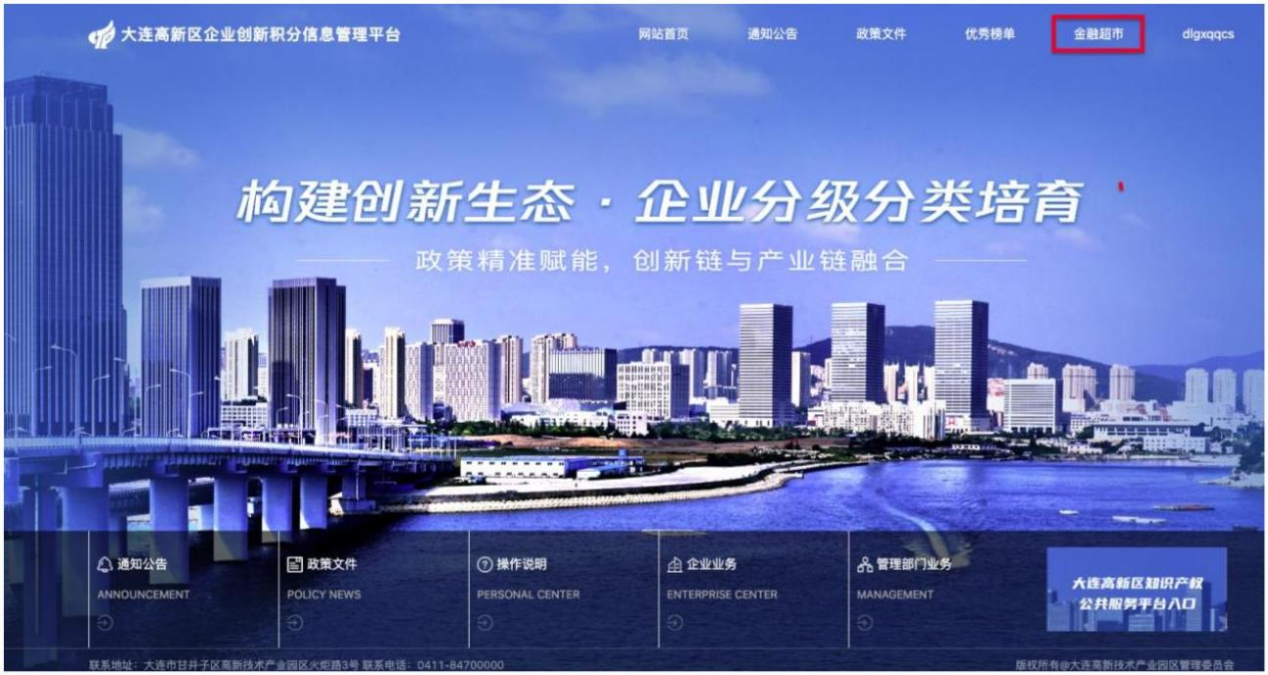 大连高新区企业创新积分信息管理平台
网站首页 通知公告 政策文件 优秀榜单 金融超市 dlgxqqcs
构建创新生态·企业分级分类培育
政策精准赋能，创新链与产业链融合
通知公告 政策文件 操作说明 企业业务 管理部门业务
ANNOUNCEMENT POLICY NEWS PERSONAL CENTER ENTERPRISE CENTER MANAGEMENT
大连高新区知识产权
公共服务平台入口
联系地址：大连市甘井子区高新技术产业园区火炬路3号 联系电话：0411-84700000
版权所有@大连高新技术产业园区管理委员会